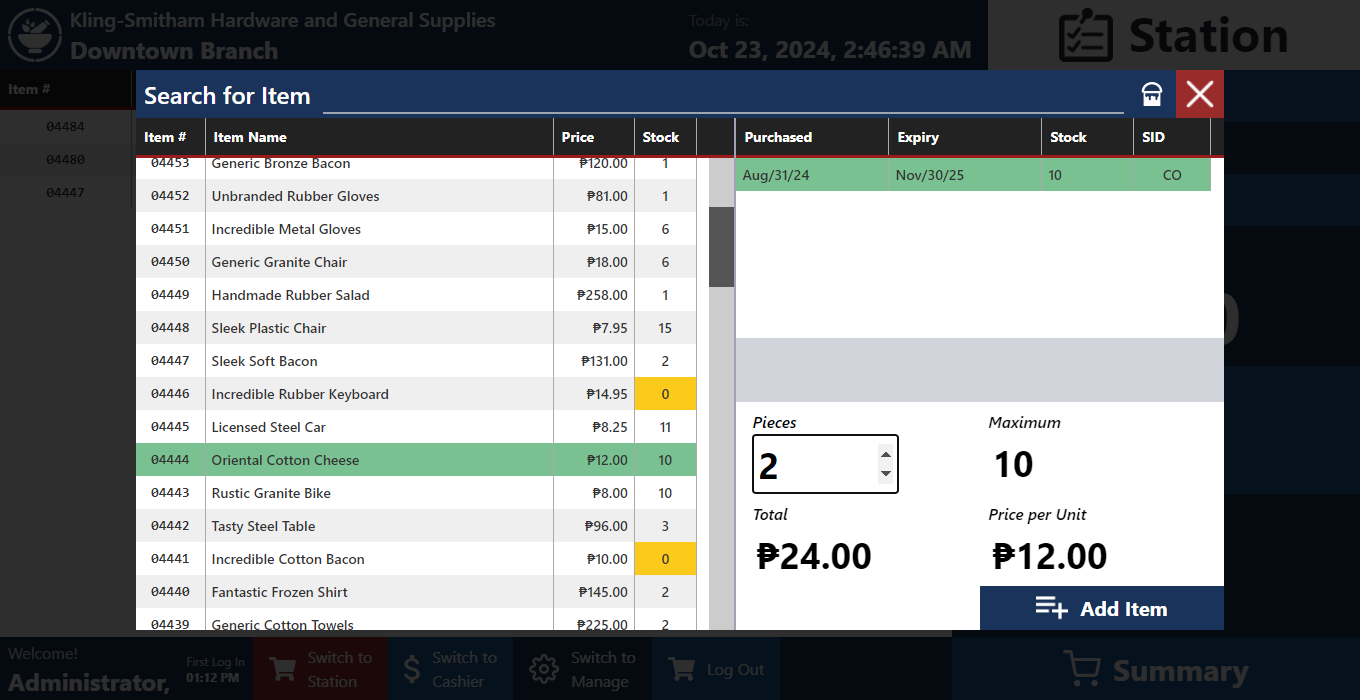 Kling-Smitham Hardware and General Supplies
Downtown Branch
Today is:
Oct 23, 2024, 2:46:39 AM
Station
Item #
04484
04480
04447
Search for Item
Item # Item Name Price Stock
04453 Generic Bronze Bacon ₱120.00 1
04452 Unbranded Rubber Gloves ₱81.00 1
04451 Incredible Metal Gloves ₱15.00 6
04450 Generic Granite Chair ₱18.00 6
04449 Handmade Rubber Salad ₱258.00 1
04448 Sleek Plastic Chair ₱7.95 15
04447 Sleek Soft Bacon ₱131.00 2
04446 Incredible Rubber Keyboard ₱14.95 0
04445 Licensed Steel Car ₱8.25 11
04444 Oriental Cotton Cheese ₱12.00 10
04443 Rustic Granite Bike ₱8.00 10
04442 Tasty Steel Table ₱96.00 3
04441 Incredible Cotton Bacon ₱10.00 0
04440 Fantastic Frozen Shirt ₱145.00 2
04439 Generic Cotton Towels ₱225.00 2
Purchased Expiry Stock SID
Aug/31/24 Nov/30/25 10 CO
Pieces Maximum
2 10
Total Price per Unit
₱24.00 ₱12.00
Add Item
Welcome!
Administrator,
First Log In
01:12 PM
Switch to
Station
Switch to
Cashier
Switch to
Manage
Log Out
Summary